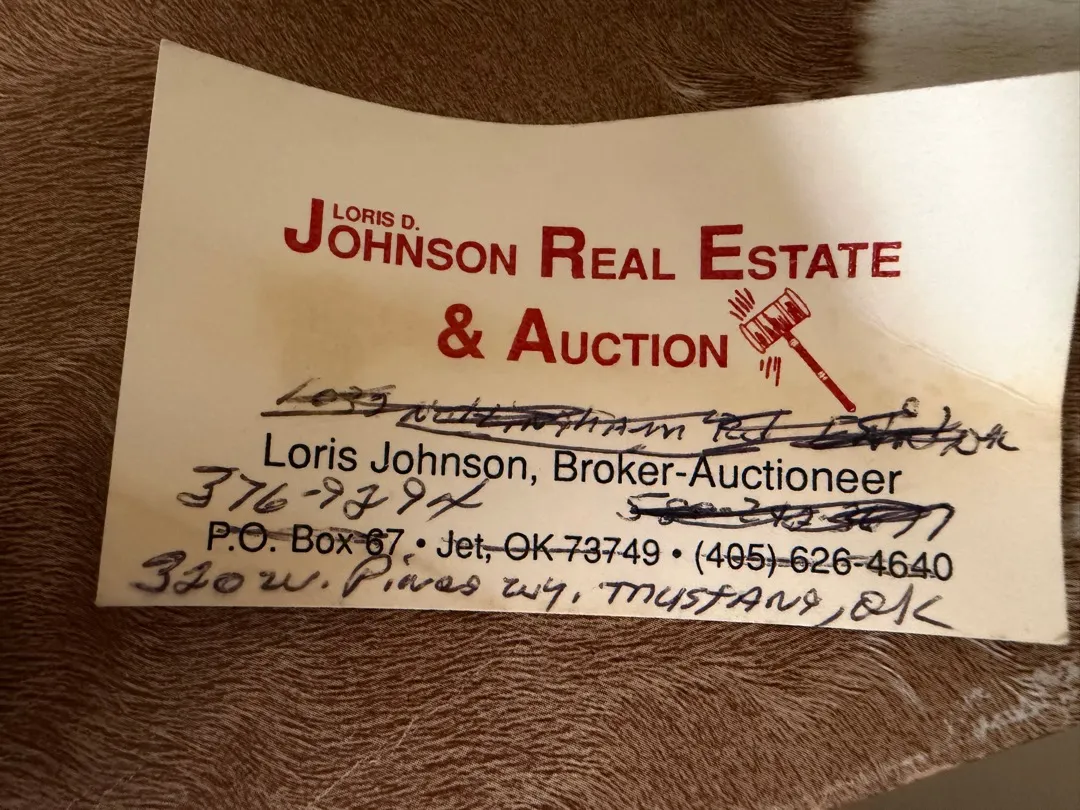 LORIS D.
JOHNSON REAL ESTATE
& AUCTION
Rd
Loris Johnson, Broker-Auctioneer
376-9294
P.O. Box 67 • Jet, OK 73749 • (405) 626-4640
320 W. Pines Wy, MUSTANG, OK